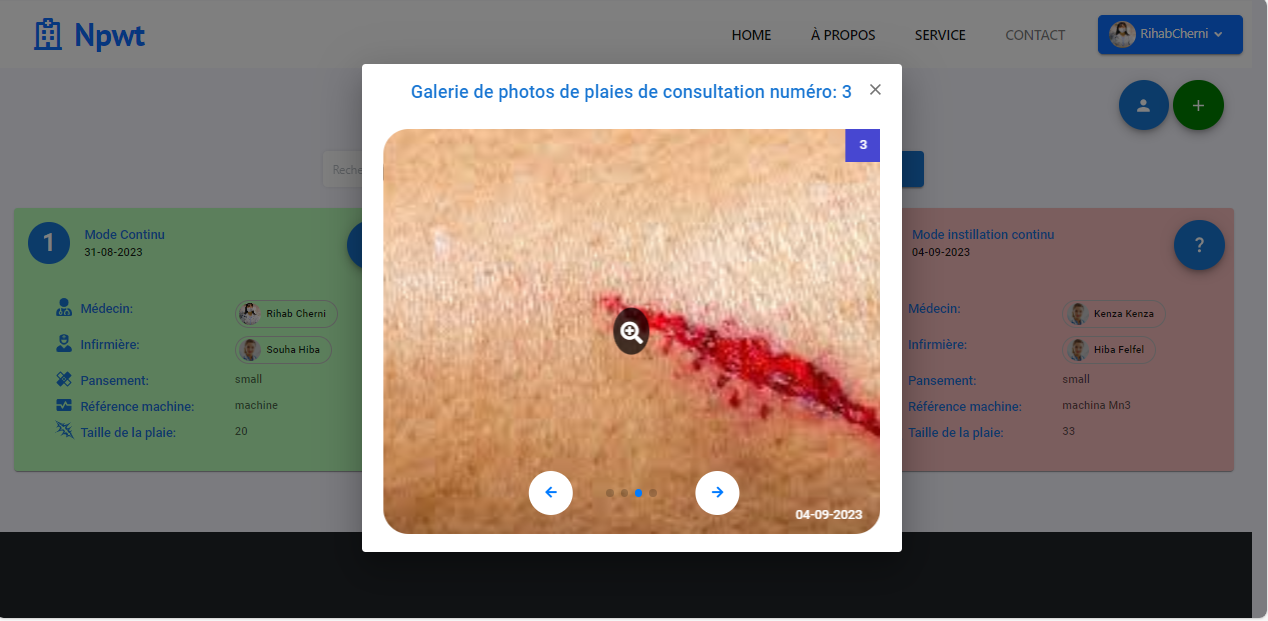 Npwt
HOME
À PROPOS
SERVICE
CONTACT
RihabCherni
Galerie de photos de plaies de consultation numéro: 3
3
Reche
1
Mode Continu
31-08-2023
Médecin:
Rihab Cherni
Infirmière:
Souha Hiba
Pansement:
small
Référence machine:
machine
Taille de la plaie:
20
04-09-2023
Mode instillation continu
04-09-2023
?
Médecin:
Kenza Kenza
Infirmière:
Hiba Felfel
Pansement:
small
Référence machine:
machina Mn3
Taille de la plaie:
33